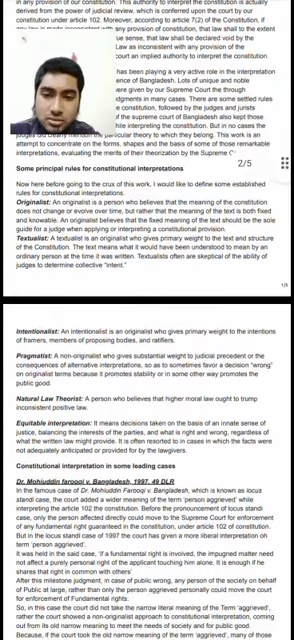 in any provision of our constitution. This authority to interpret the constitution is actually
derived from the power of judicial review, which is conferred upon the court by our
constitution under article 102. Moreover, according to article 7(2) of the Constitution, if
any law is made inconsistent with any provision of constitution, that law shall to the extent
ue sense, that law shall be declared void by the
Law as inconsistent with any provision of the
court an implied authority to interpret the constitution.
has been playing a very active role in the interpretation
ence of Bangladesh. Lots of unique and noble
were given by our Supreme Court the through
dgments in many cases. There are some settled rules
e constitution, followed by the judges and jurists
f the supreme court of Bangladesh also kept those
hile interpreting the constitution. But in no cases the
judges did clearly mention the particular theory to which they belong. This work is an
attempt to concentrate on the forms, shapes and the basis of some of those remarkable
interpretations, evaluating the merits of their theorization by the Supreme C
2/5
Some principal rules for constitutional interpretations
Now here before going to the crux of this work. I would like to define some established
rules for constitutional interpretations.
Originalist: An originalist is a person who believes that the meaning of the constitution
does not change or evolve over time, but rather that the meaning of the text is both fixed
and knowable. An originalist believes that the fixed meaning of the text should be the sole
guide for a judge when applying or interpreting a constitutional provision.
Textualist: A textualist is an originalist who gives primary weight to the text and structure
of the Constitution. The text means what it would have been understood to mean by an
ordinary person at the time it was written. Textualists often are skeptical of the ability of
judges to determine collective "intent."
1/5
Intentionalist: An intentionalist is an originalist who gives primary weight to the intentions
of framers, members of proposing bodies, and ratifiers.
Pragmatist: A non-originalist who gives substantial weight to judicial precedent or the
consequences of alternative interpretations, so as to sometimes favor a decision "wrong"
on originalist terms because it promotes stability or in some other way promotes the
public good.
Natural Law Theorist: A person who believes that higher moral law ought to trump
inconsistent positive law.
Equitable interpretation: It means decisions taken on the basis of an innate sense of
justice, balancing the interests of the parties, and what is right and wrong, regardless of
what the written law might provide. It is often resorted to in cases in which the facts were
not adequately anticipated or provided for by the lawgivers.
Constitutional interpretation in some leading cases
Dr. Mohiuddin farooqi v. Bangladesh, 1997, 49 DLR
In the famous case of Dr. Mohiuddin Farooqi v. Bangladesh, which is known as locus
standi case, the court added a wider meaning of the term 'person aggrieved' while
interpreting the article 102 the constitution. Before the pronouncement of locus standi
case, only the person affected directly could move to the Supreme Court for enforcement
of any fundamental right guaranteed in the constitution, under article 102 of constitution.
But in the locus standi case of 1997 the court has given a more liberal interpretation oh
term 'person aggrieved'.
It was held in the said case, 'if a fundamental right is involved, the impugned matter need
not affect a purely personal right of the applicant touching him alone. It is enough if he
shares that right in common with others'
After this milestone judgment, in case of public wrong, any person of the society on behalf
of Public at large, rather than only the person aggrieved personally could move the court
for enforcement of Fundamental rights.
So, in this case the court did not take the narrow literal meaning of the Term 'aggrieved',
rather the court showed a non-originalist approach to constitutional interpretation, coming
out from its old narrow meaning to meet the needs of society and for public good.
Because, if the court took the old narrow meaning of the term 'aggrieved', many of those